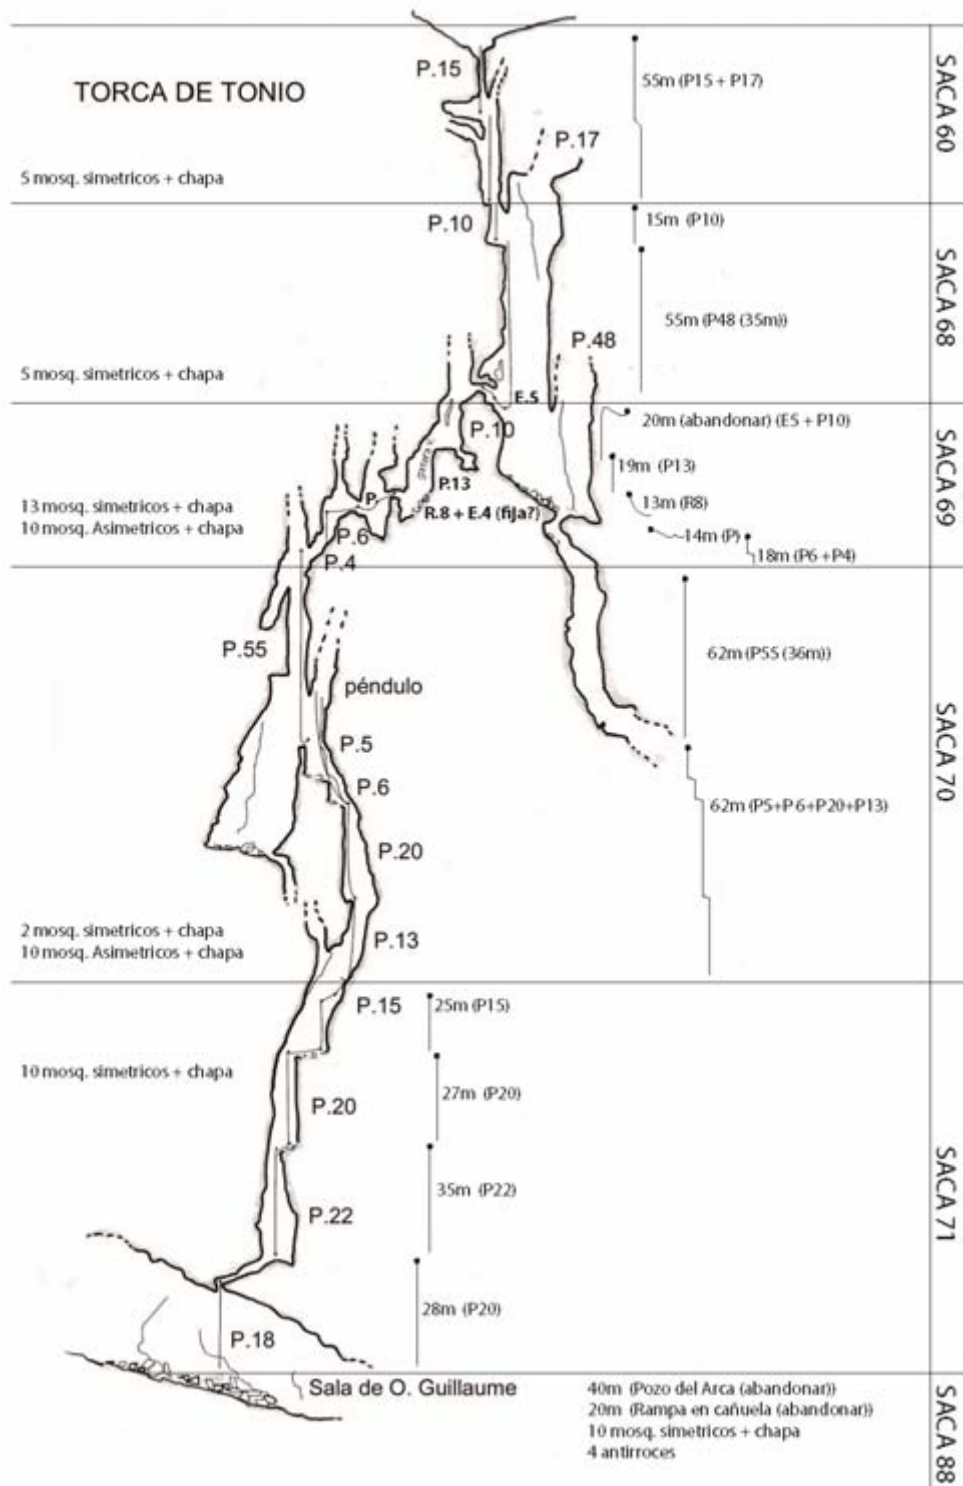 TORCA DE TONIO
P.15
55m (P15 + P17)
SACA 60
P.17
5 mosq. simetricos + chapa
P.10
15m (P10)
55m (P48 (35m))
SACA 68
P.48
5 mosq. simetricos + chapa
E.5
20m (abandonar) (E5 + P10)
P.10
19m (P13)
SACA 69
P.13
13m (R8)
13 mosq. simetricos + chapa
10 mosq. Asimetricos + chapa
P.
R.8 + E.4 (fija?)
14m (P)
P.6
18m (P6 +P4)
P.4
P.55
62m (P55 (36m))
péndulo
SACA 70
P.5
P.6
62m (P5+P6+P20+P13)
P.20
2 mosq. simetricos + chapa
10 mosq. Asimetricos + chapa
P.13
P.15
25m (P15)
10 mosq. simetricos + chapa
27m (P20)
P.20
35m (P22)
SACA 71
P.22
28m (P20)
P.18
Sala de O. Guillaume
40m (Pozo del Arca (abandonar))
20m (Rampa en cañuela (abandonar))
10 mosq. simetricos + chapa
4 antirroces
SACA 88